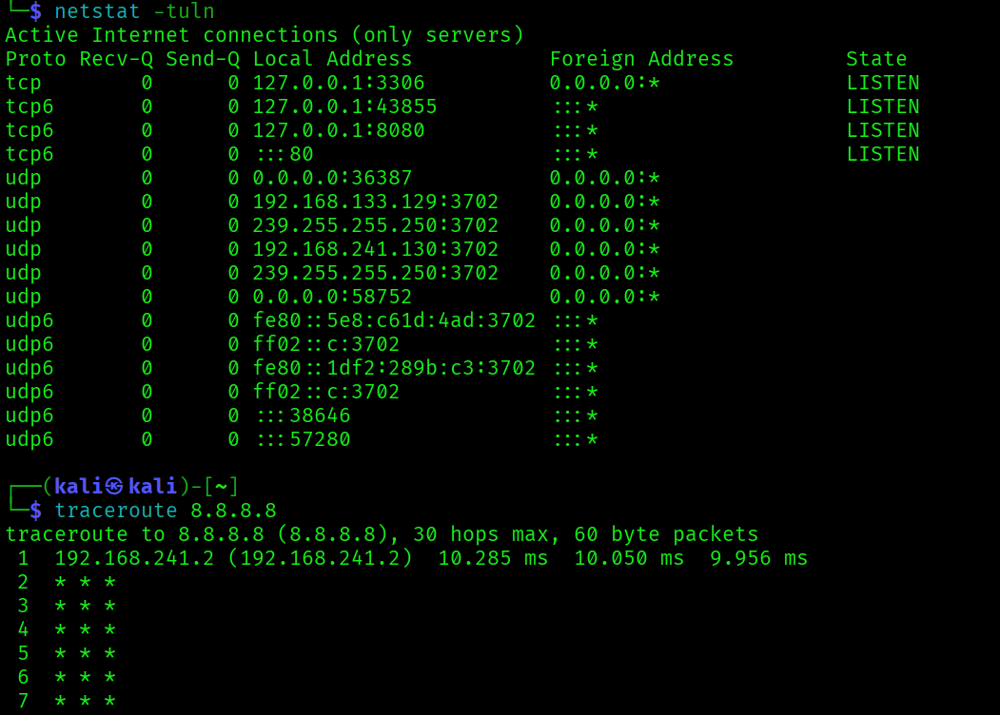 └─$ netstat -tuln
Active Internet connections (only servers)
Proto Recv-Q Send-Q Local Address           Foreign Address         State
tcp        0      0 127.0.0.1:3306          0.0.0.0:*               LISTEN
tcp6       0      0 127.0.0.1:43855         :::*                    LISTEN
tcp6       0      0 127.0.0.1:8080          :::*                    LISTEN
tcp6       0      0 :::80                   :::*                    LISTEN
udp        0      0 0.0.0.0:36387           0.0.0.0:*
udp        0      0 192.168.133.129:3702    0.0.0.0:*
udp        0      0 239.255.255.250:3702    0.0.0.0:*
udp        0      0 192.168.241.130:3702    0.0.0.0:*
udp        0      0 239.255.255.250:3702    0.0.0.0:*
udp        0      0 0.0.0.0:58752           0.0.0.0:*
udp6       0      0 fe80::5e8:c61d:4ad:3702 :::*
udp6       0      0 ff02::c:3702            :::*
udp6       0      0 fe80::1df2:289b:c3:3702 :::*
udp6       0      0 ff02::c:3702            :::*
udp6       0      0 :::38646                :::*
udp6       0      0 :::57280                :::*
┌──(kali㉿kali)-[~]
└─$ traceroute 8.8.8.8
traceroute to 8.8.8.8 (8.8.8.8), 30 hops max, 60 byte packets
 1  192.168.241.2 (192.168.241.2)  10.285 ms  10.050 ms  9.956 ms
 2  * * *
 3  * * *
 4  * * *
 5  * * *
 6  * * *
 7  * * *